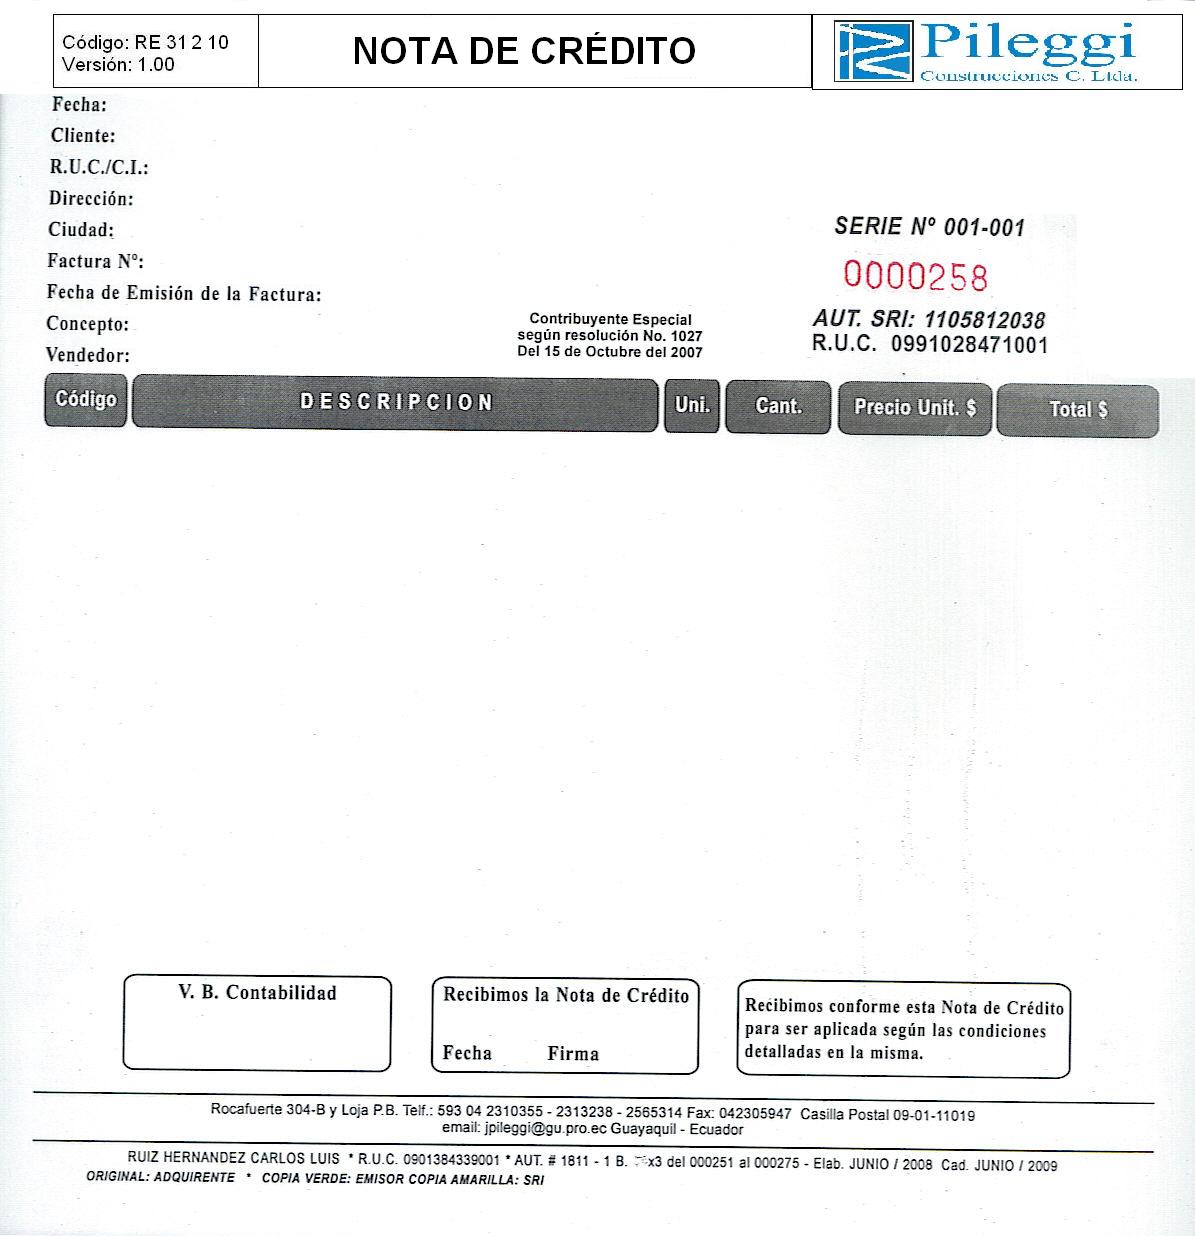 Código: RE 31 2 10
Versión: 1.00
NOTA DE CRÉDITO
Pileggi
Construcciones C. Ltda.
Fecha:
Cliente:
R.U.C./C.I.:
Dirección:
Ciudad:
Factura Nº:
Fecha de Emisión de la Factura:
Concepto:
Vendedor:
Contribuyente Especial
según resolución No. 1027
Del 15 de Octubre del 2007
SERIE Nº 001-001
0000258
AUT. SRI: 1105812038
R.U.C. 0991028471001
Código DESCRIPCION Uni. Cant. Precio Unit. $ Total $
V. B. Contabilidad
Recibimos la Nota de Crédito
Fecha Firma
Recibimos conforme esta Nota de Crédito
para ser aplicada según las condiciones
detalladas en la misma.
Rocafuerte 304-B y Loja P.B. Telf.: 593 04 2310355 - 2313238 - 2565314 Fax: 042305947 Casilla Postal 09-01-11019
email: jpileggi@gu.pro.ec Guayaquil - Ecuador
RUIZ HERNANDEZ CARLOS LUIS * R.U.C. 0901384339001 * AUT. # 1811 - 1 B. x3 del 000251 al 000275 - Elab. JUNIO / 2008 Cad. JUNIO / 2009
ORIGINAL: ADQUIRENTE * COPIA VERDE: EMISOR COPIA AMARILLA: SRI